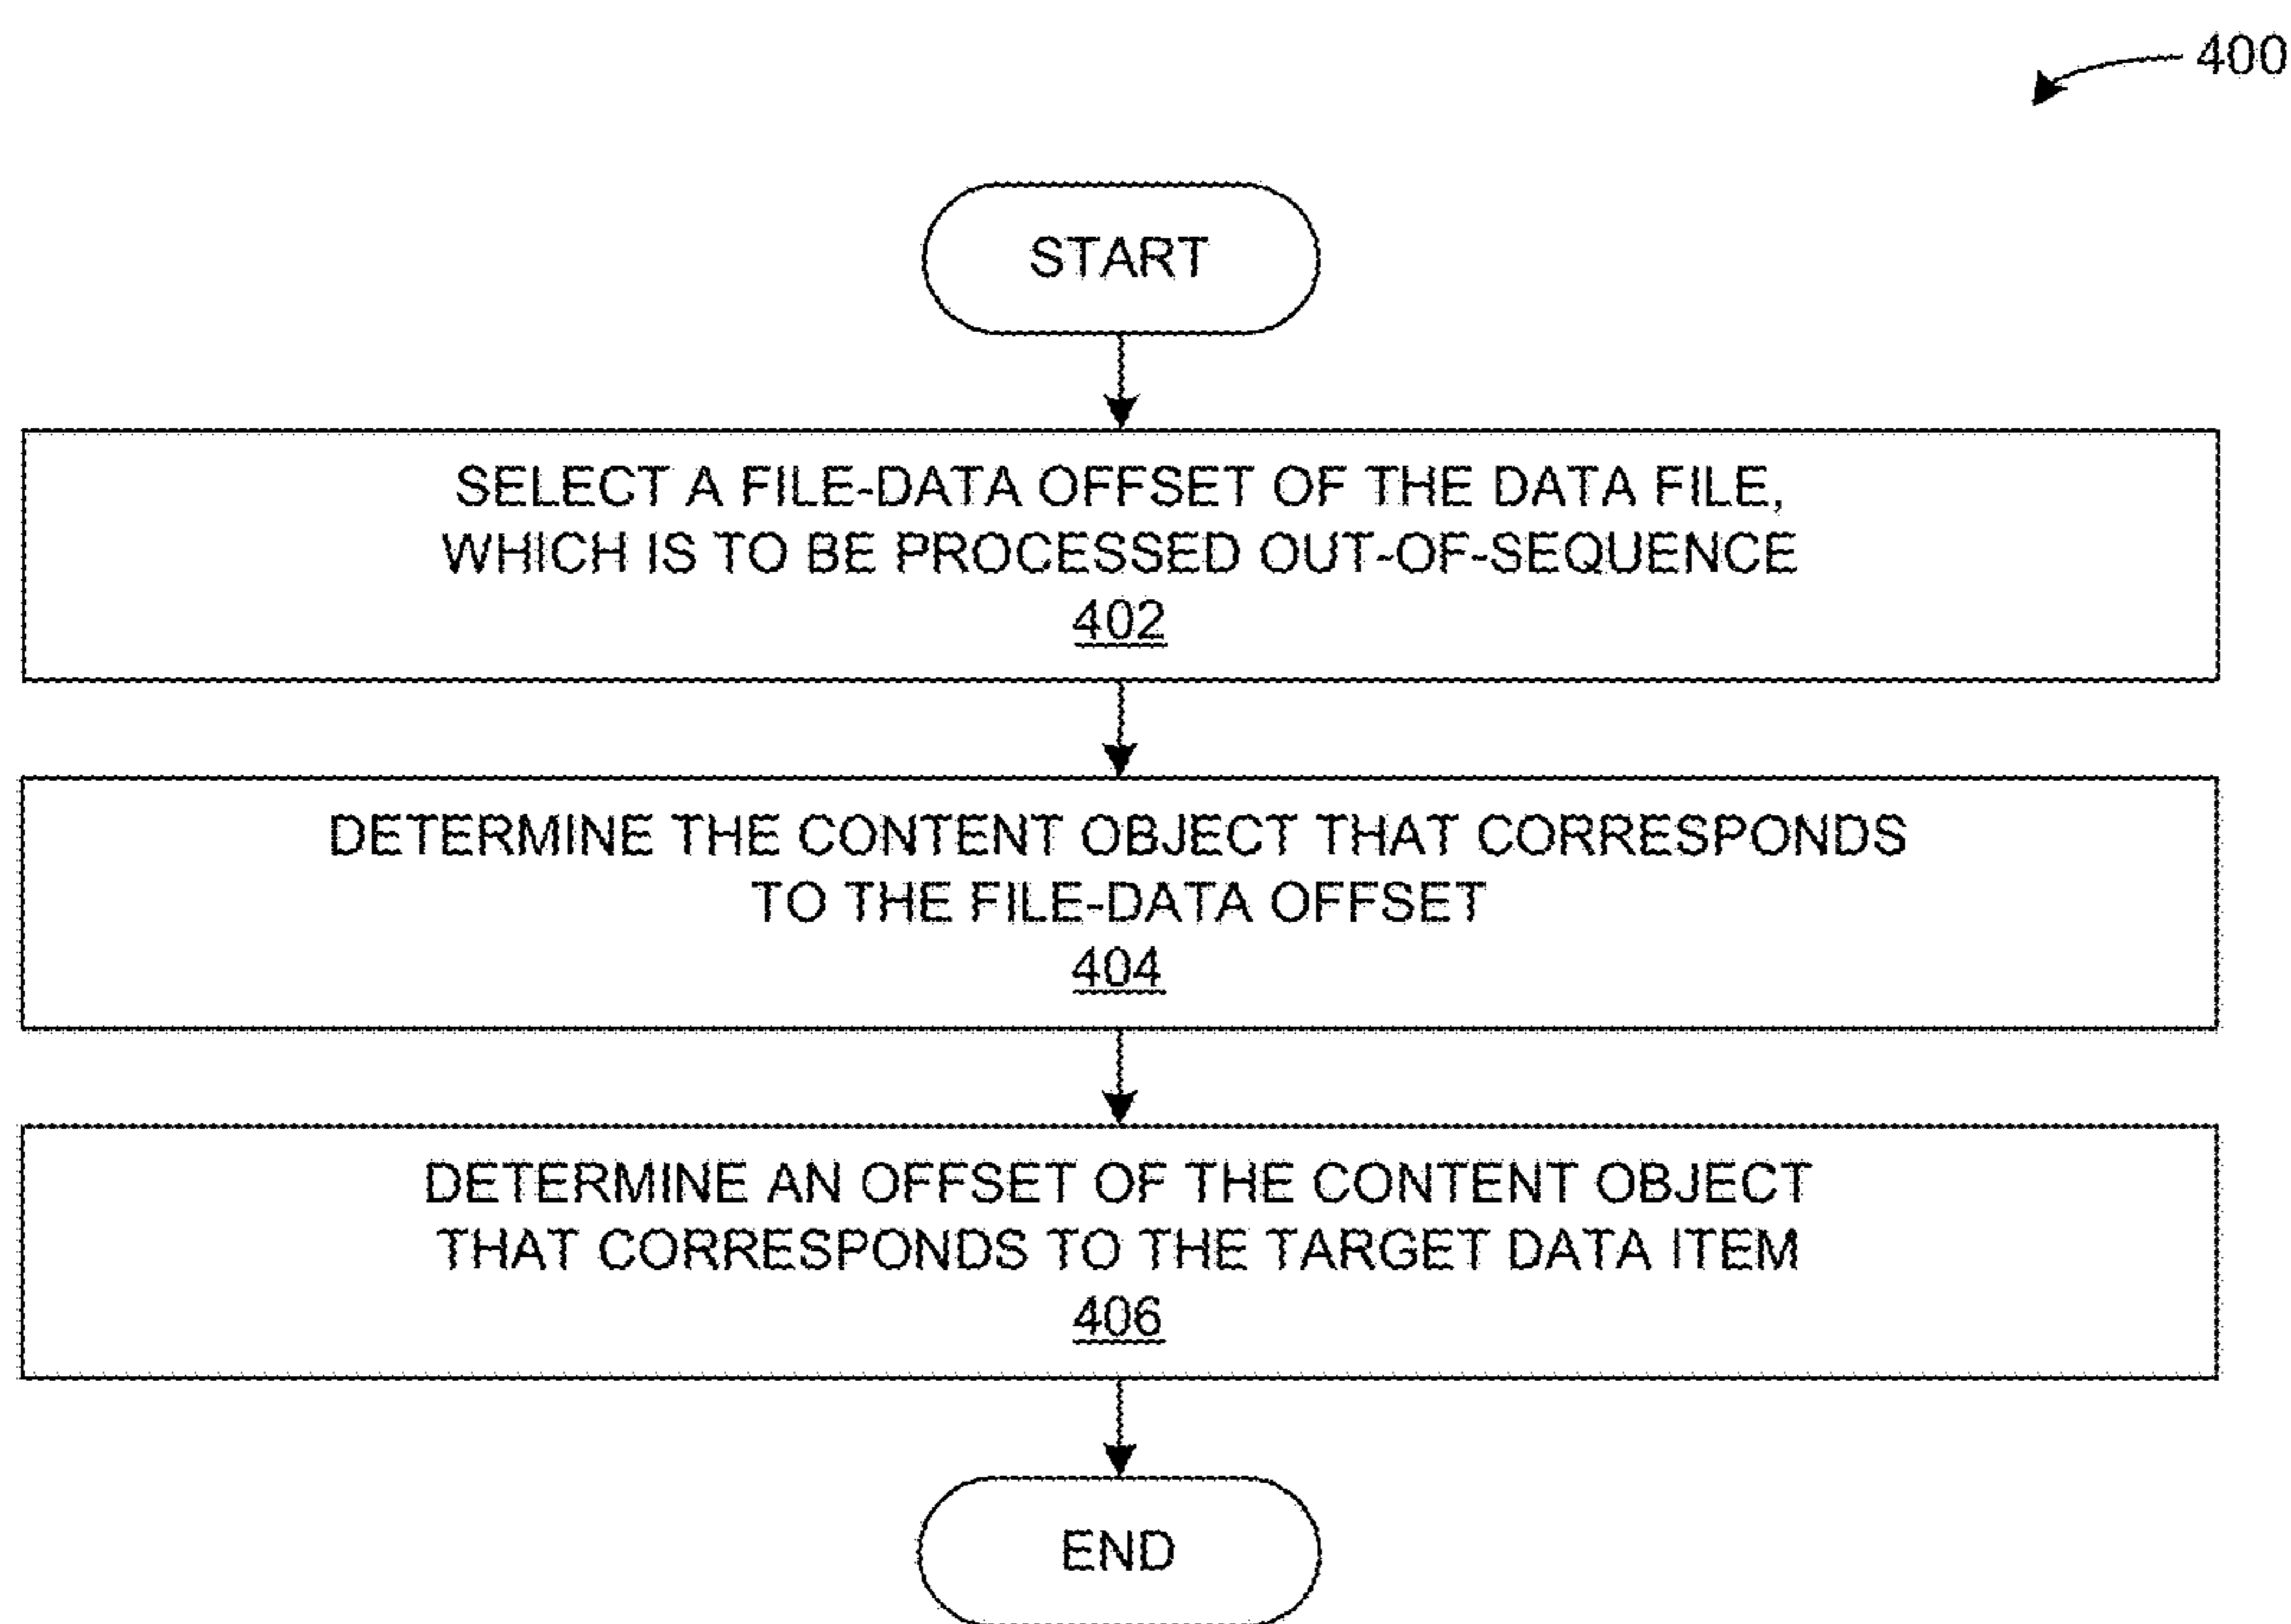 400
START
SELECT A FILE-DATA OFFSET OF THE DATA FILE,
WHICH IS TO BE PROCESSED OUT-OF-SEQUENCE
402
DETERMINE THE CONTENT OBJECT THAT CORRESPONDS
TO THE FILE-DATA OFFSET
404
DETERMINE AN OFFSET OF THE CONTENT OBJECT
THAT CORRESPONDS TO THE TARGET DATA ITEM
406
END